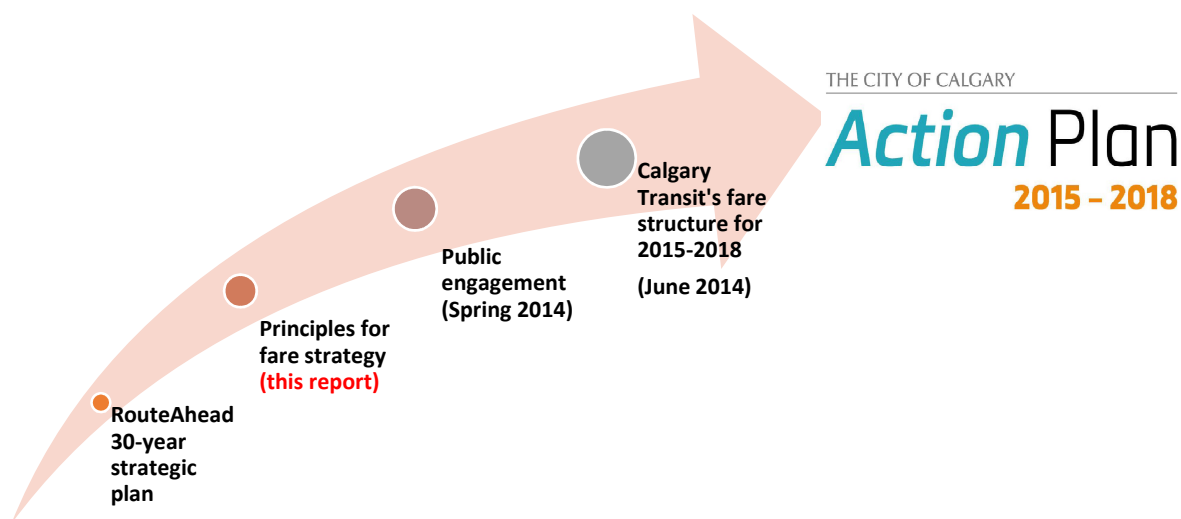 THE CITY OF CALGARY
Action Plan
2015 – 2018
Calgary
Transit's fare
structure for
2015-2018
(June 2014)
Public
engagement
(Spring 2014)
Principles for
fare strategy
(this report)
RouteAhead
30-year
strategic
plan